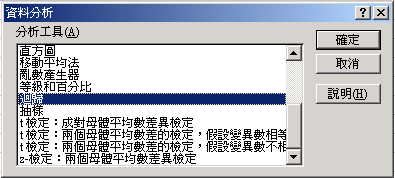 資料分析
分析工具(A)
直方圖
移動平均法
亂數產生器
等級和百分比
迴歸
抽樣
t 檢定：成對母體平均數差異檢定
t 檢定：兩個母體平均數差的檢定，假設變異數相等
t 檢定：兩個母體平均數差的檢定，假設變異數不相
z-檢定：兩個母體平均數差異檢定
確定
取消
說明(H)